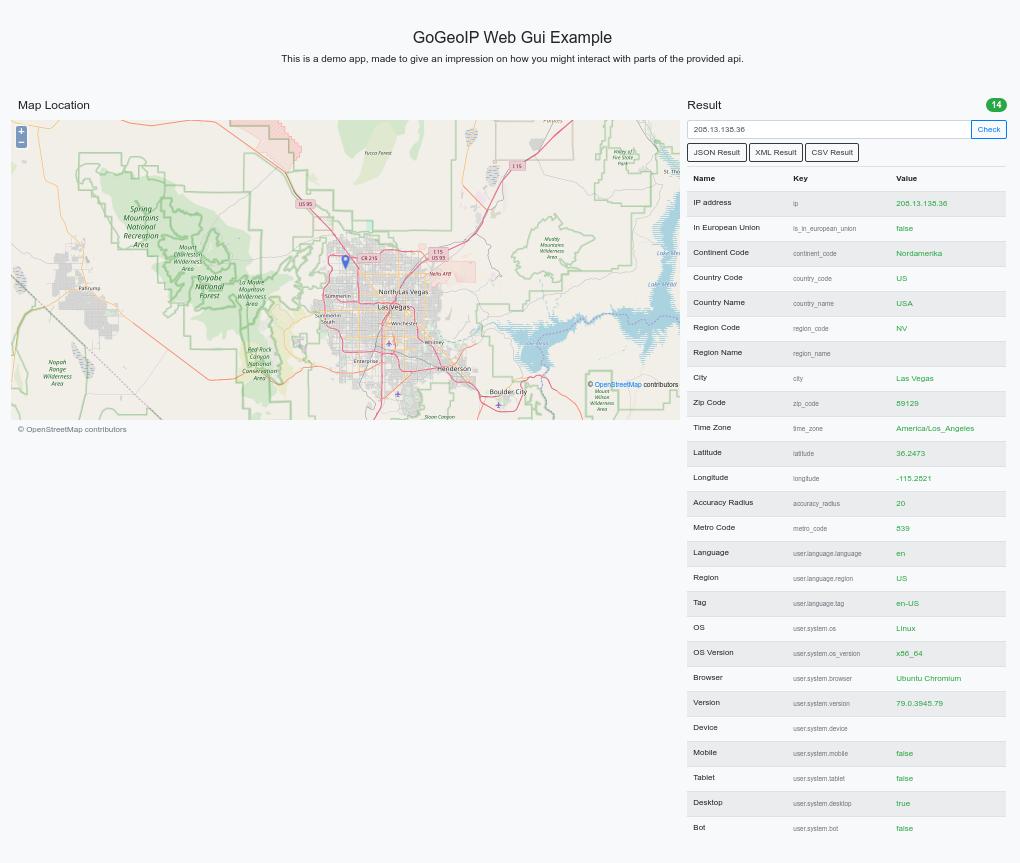 GoGeoIP Web Gui Example
This is a demo app, made to give an impression on how you might interact with parts of the provided api.
Map Location
+
−
Yucca Forest
Valley of
Fire State
Park
I 15
US 95
Spring
Mountains
National
Recreation
Area
Mount
Charleston
Wilderness
Area
Toiyabe
National
Forest
La Madre
Mountain
Wilderness
Area
Muddy
Mountains
Wilderness
Area
CR 215
I 15
US 95
Nellis AFB
Lake Mead
Pahrump
Summerlin
North Las Vegas
Las Vegas
Summerlin
South
Winchester
Whitney
Enterprise
Henderson
Boulder City
Red Rock
Canyon
National
Conservation
Area
Nopah
Range
Wilderness
Area
Mount
Wilson
Wilderness
Area
Sloan Canyon
© OpenStreetMap contributors
© OpenStreetMap contributors
Result
14
208.13.138.36
Check
JSON Result
XML Result
CSV Result
Name Key Value
IP address ip 208.13.138.36
In European Union is_in_european_union false
Continent Code continent_code Nordamerika
Country Code country_code US
Country Name country_name USA
Region Code region_code NV
Region Name region_name
City city Las Vegas
Zip Code zip_code 89129
Time Zone time_zone America/Los_Angeles
Latitude latitude 36.2473
Longitude longitude -115.2821
Accuracy Radius accuracy_radius 20
Metro Code metro_code 839
Language user.language.language en
Region user.language.region US
Tag user.language.tag en-US
OS user.system.os Linux
OS Version user.system.os_version x86_64
Browser user.system.browser Ubuntu Chromium
Version user.system.version 79.0.3945.79
Device user.system.device
Mobile user.system.mobile false
Tablet user.system.tablet false
Desktop user.system.desktop true
Bot user.system.bot false